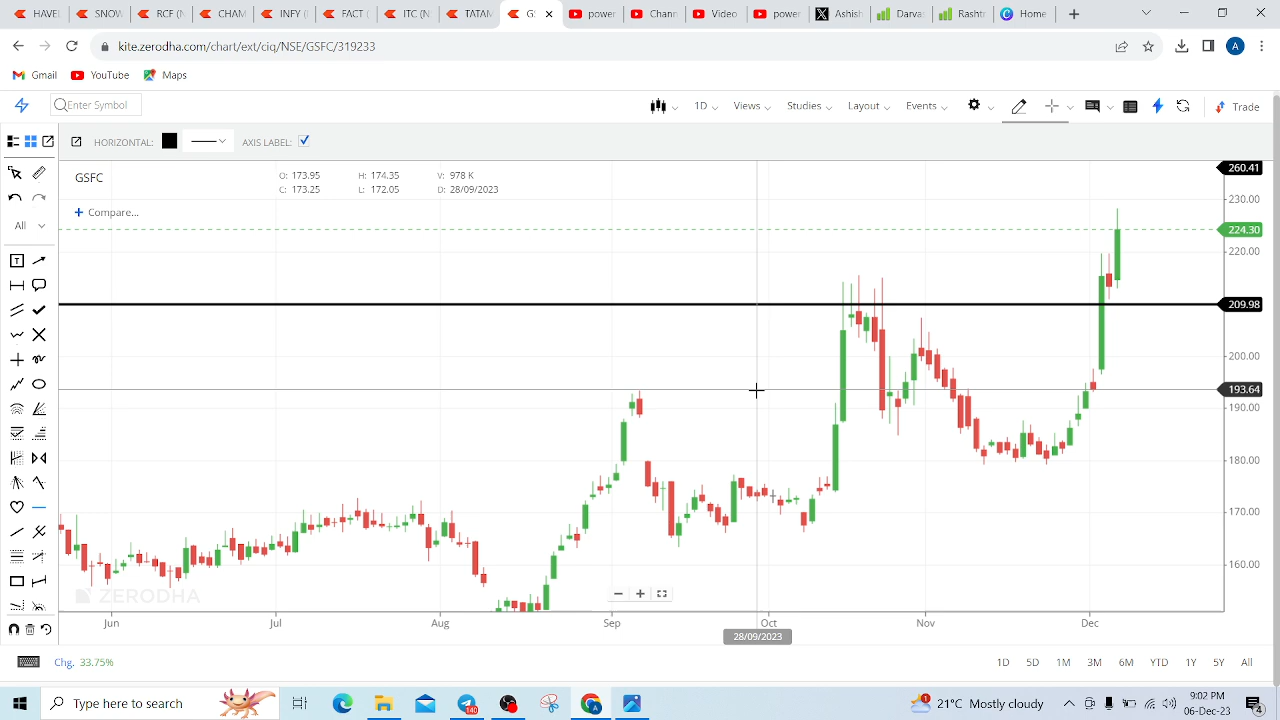 SNOW
RCF (N
CHAM
INFY (
FACT (
ITC (N
TATAN
power
Chan
Video
power
Ashish
Darvas
Rashtr
Home
kite.zerodha.com/chart/ext/ciq/NSE/GSFC/319233
A
Gmail
YouTube
Maps
Enter Symbol
1D
Views
Studies
Layout
Events
Trade
HORIZONTAL:
AXIS LABEL:
GSFC
O: 173.95
H: 174.35
V: 978 K
C: 173.25
L: 172.05
D: 28/09/2023
Compare...
All
260.41
230.00
224.30
220.00
209.98
200.00
193.64
190.00
180.00
170.00
160.00
ZERODHA
Jun
Jul
Aug
Sep
Oct
Nov
Dec
28/09/2023
Chg. 33.75%
1D
5D
1M
3M
6M
YTD
1Y
5Y
All
Type here to search
140
21°C Mostly cloudy
9:02 PM
06-Dec-23
4